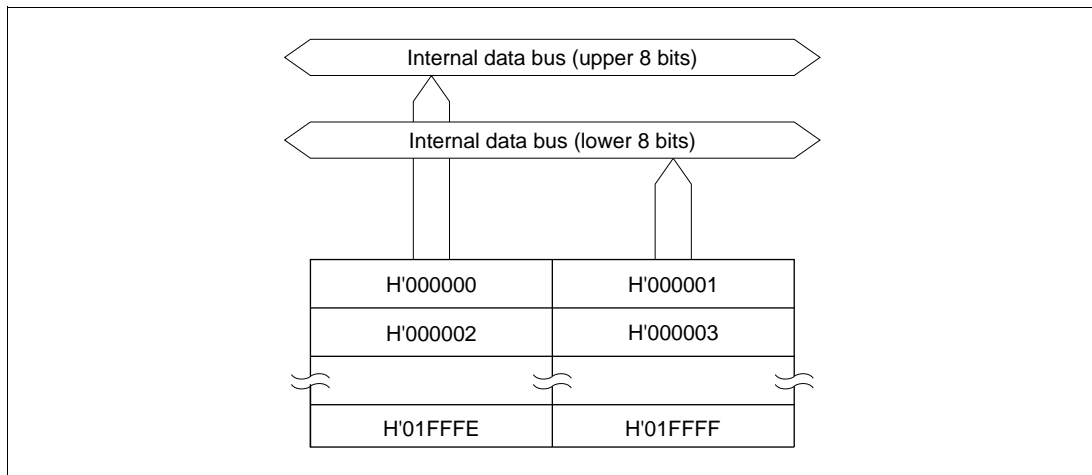 Internal data bus (upper 8 bits)
Internal data bus (lower 8 bits)
H'000000 H'000001
H'000002 H'000003
H'01FFFE H'01FFFF